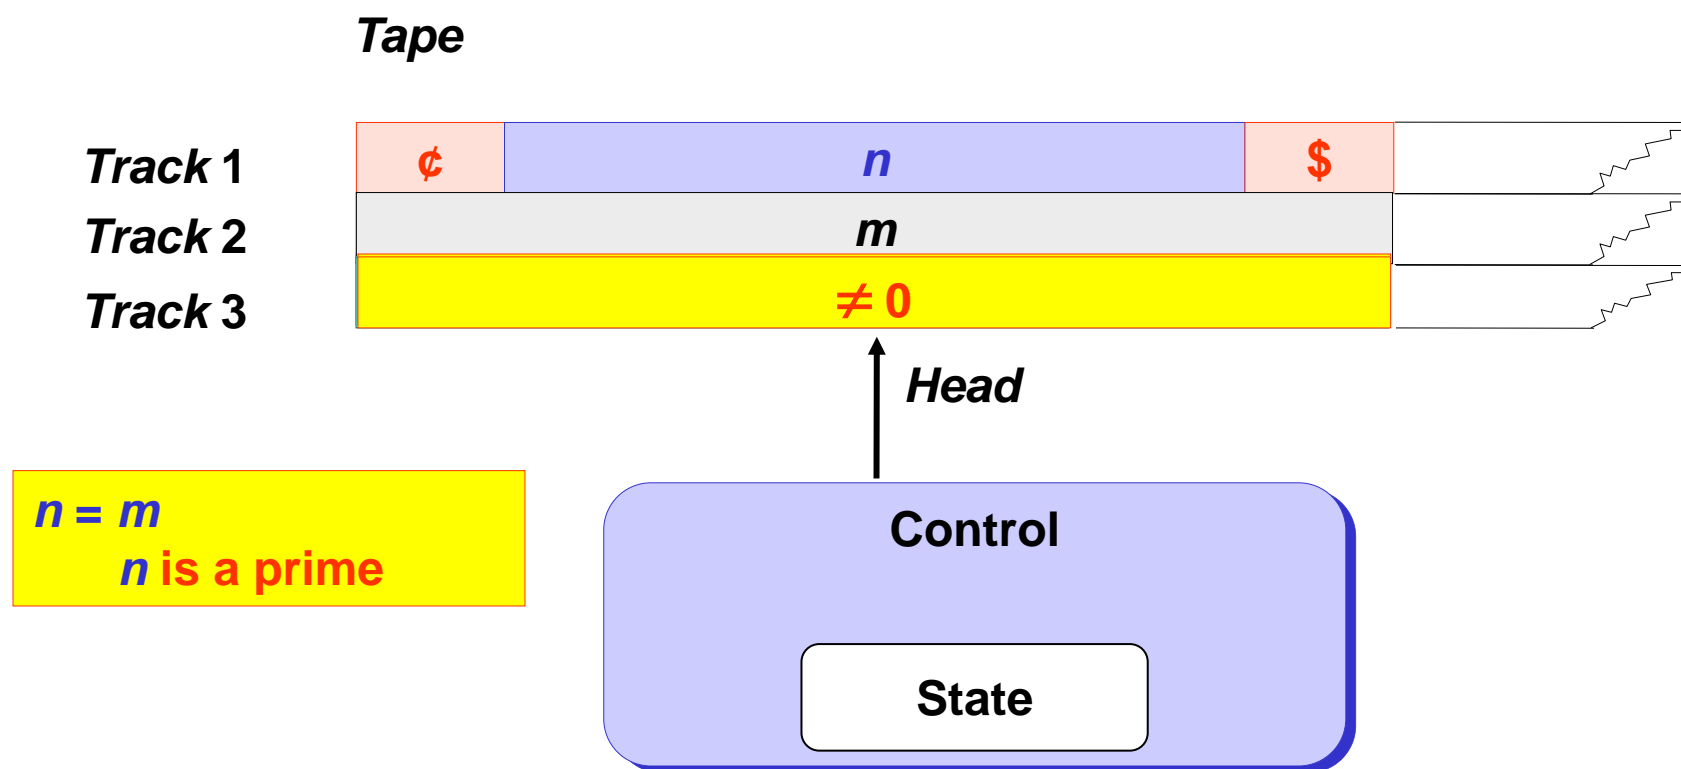 Tape
Track 1 ¢ n $
Track 2 m
Track 3 ≠ 0
Head
n = m
n is a prime
Control
State